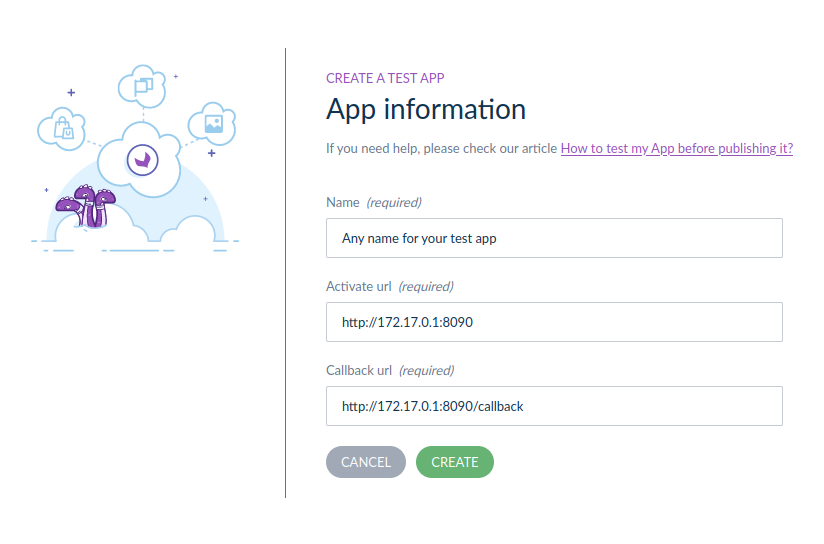 CREATE A TEST APP
App information
If you need help, please check our article How to test my App before publishing it?
Name (required)
Any name for your test app
Activate url (required)
http://172.17.0.1:8090
Callback url (required)
http://172.17.0.1:8090/callback
CANCEL CREATE